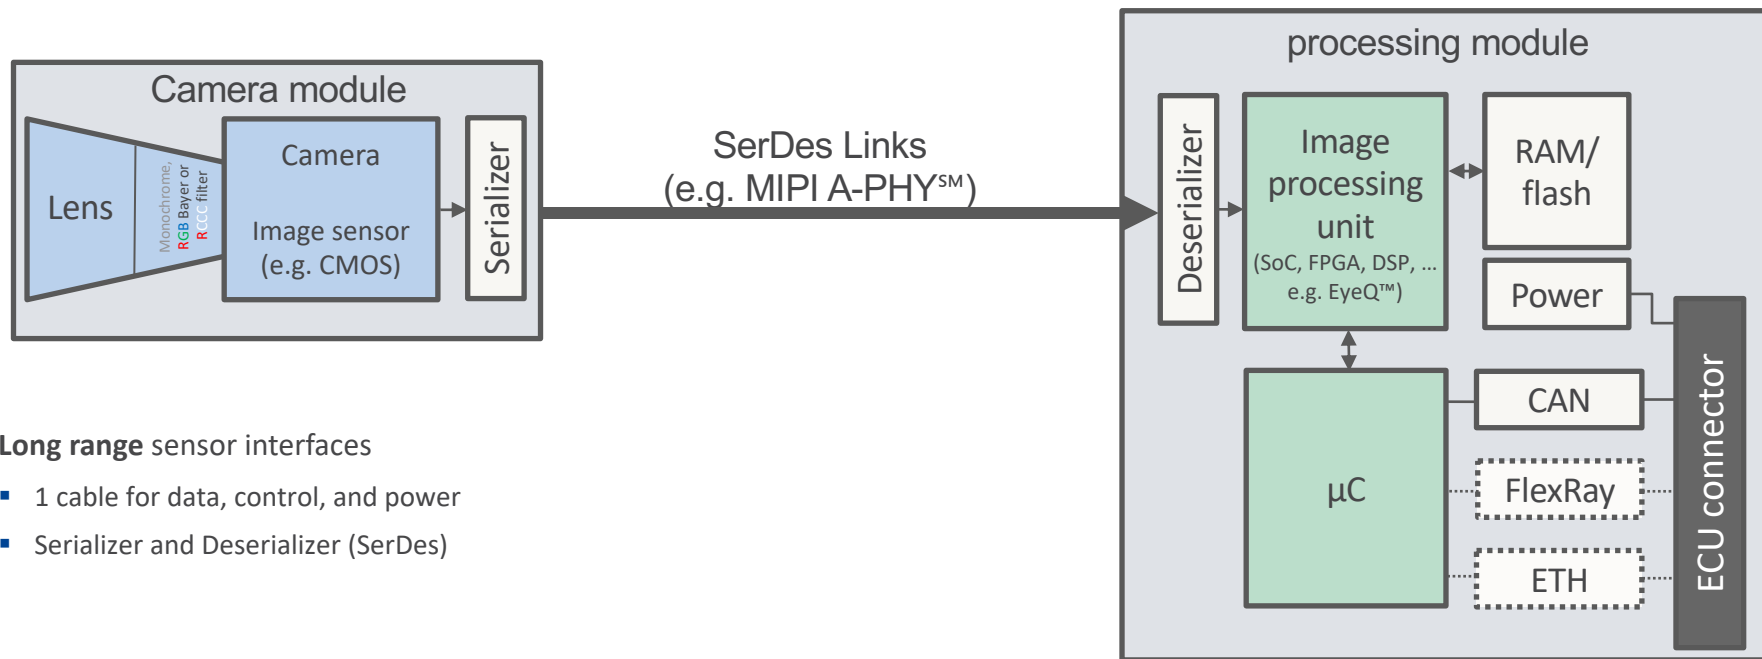 Camera module
Lens
Monochrome,
RGB Bayer or
RCCC filter
Camera
Image sensor
(e.g. CMOS)
Serializer
SerDes Links
(e.g. MIPI A-PHY℠)
processing module
Deserializer
Image
processing
unit
(SoC, FPGA, DSP, ...
e.g. EyeQ™)
RAM/
flash
Power
µC
CAN
FlexRay
ETH
ECU connector
Long range sensor interfaces
▪ 1 cable for data, control, and power
▪ Serializer and Deserializer (SerDes)